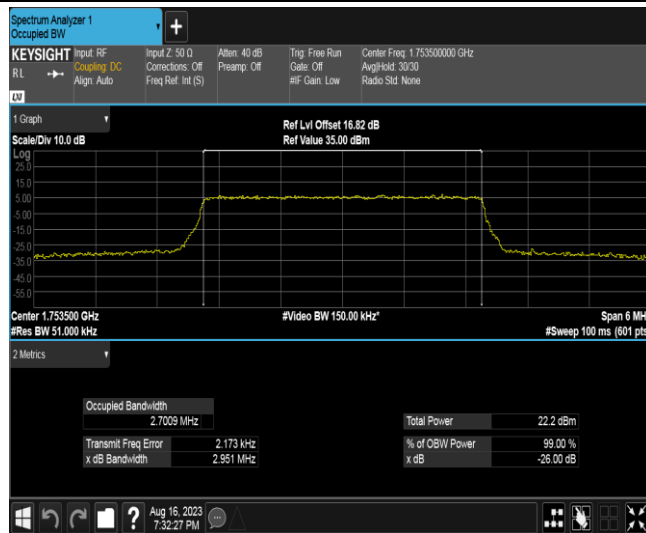 Spectrum Analyzer 1
Occupied BW
+
KEYSIGHT Input: RF Input Z: 50 Ω Atten: 40 dB Trig: Free Run Center Freq: 1.753500000 GHz
RL Coupling: DC Corrections: Off Preamp: Off Gate: Off Avg|Hold: 30/30
Align: Auto Freq Ref: Int (S) #IF Gain: Low Radio Std: None
LXI
1 Graph
Scale/Div 10.0 dB
Ref Lvl Offset 16.82 dB
Ref Value 35.00 dBm
Log
25.0
15.0
5.00
-5.00
-15.0
-25.0
-35.0
-45.0
-55.0
Center 1.753500 GHz #Video BW 150.00 kHz* Span 6 MH
#Res BW 51.000 kHz #Sweep 100 ms (601 pts
2 Metrics
Occupied Bandwidth
2.7009 MHz Total Power 22.2 dBm
Transmit Freq Error 2.173 kHz % of OBW Power 99.00 %
x dB Bandwidth 2.951 MHz x dB -26.00 dB
? Aug 16, 2023
7:32:27 PM